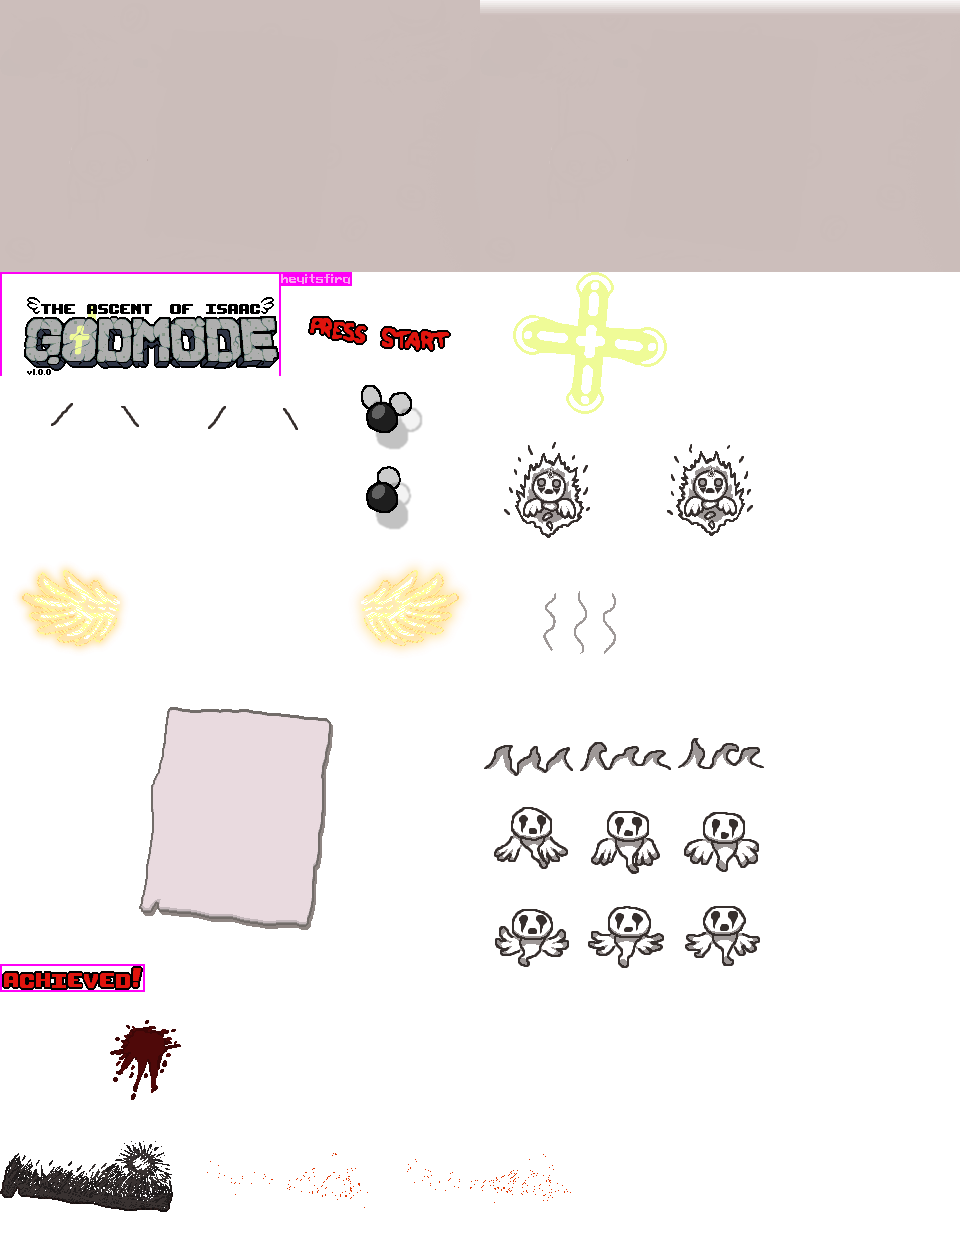 heyitsfirq
THE ASCENT OF ISAAC
GODMODE
v1.0.0
PRESS START
ACHIEVED!